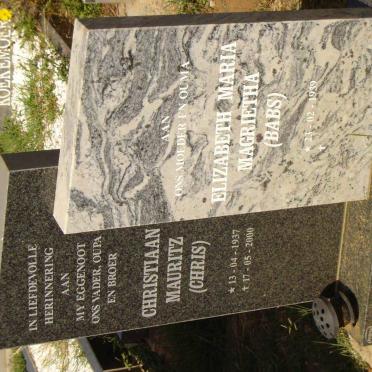 IN LIEFDEVOLLE
HERINNERING
AAN
MY EGGENOOT
ONS VADER, OUPA
EN BROER
CHRISTIAAN
MAURITZ
(CHRIS)
☆ 13 - 04 - 1937
✝ 17 - 05 - 2000
AAN
ONS MOEDER EN OUMA
ELIZABETH MARIA
MAGRIETHA
(BABS)